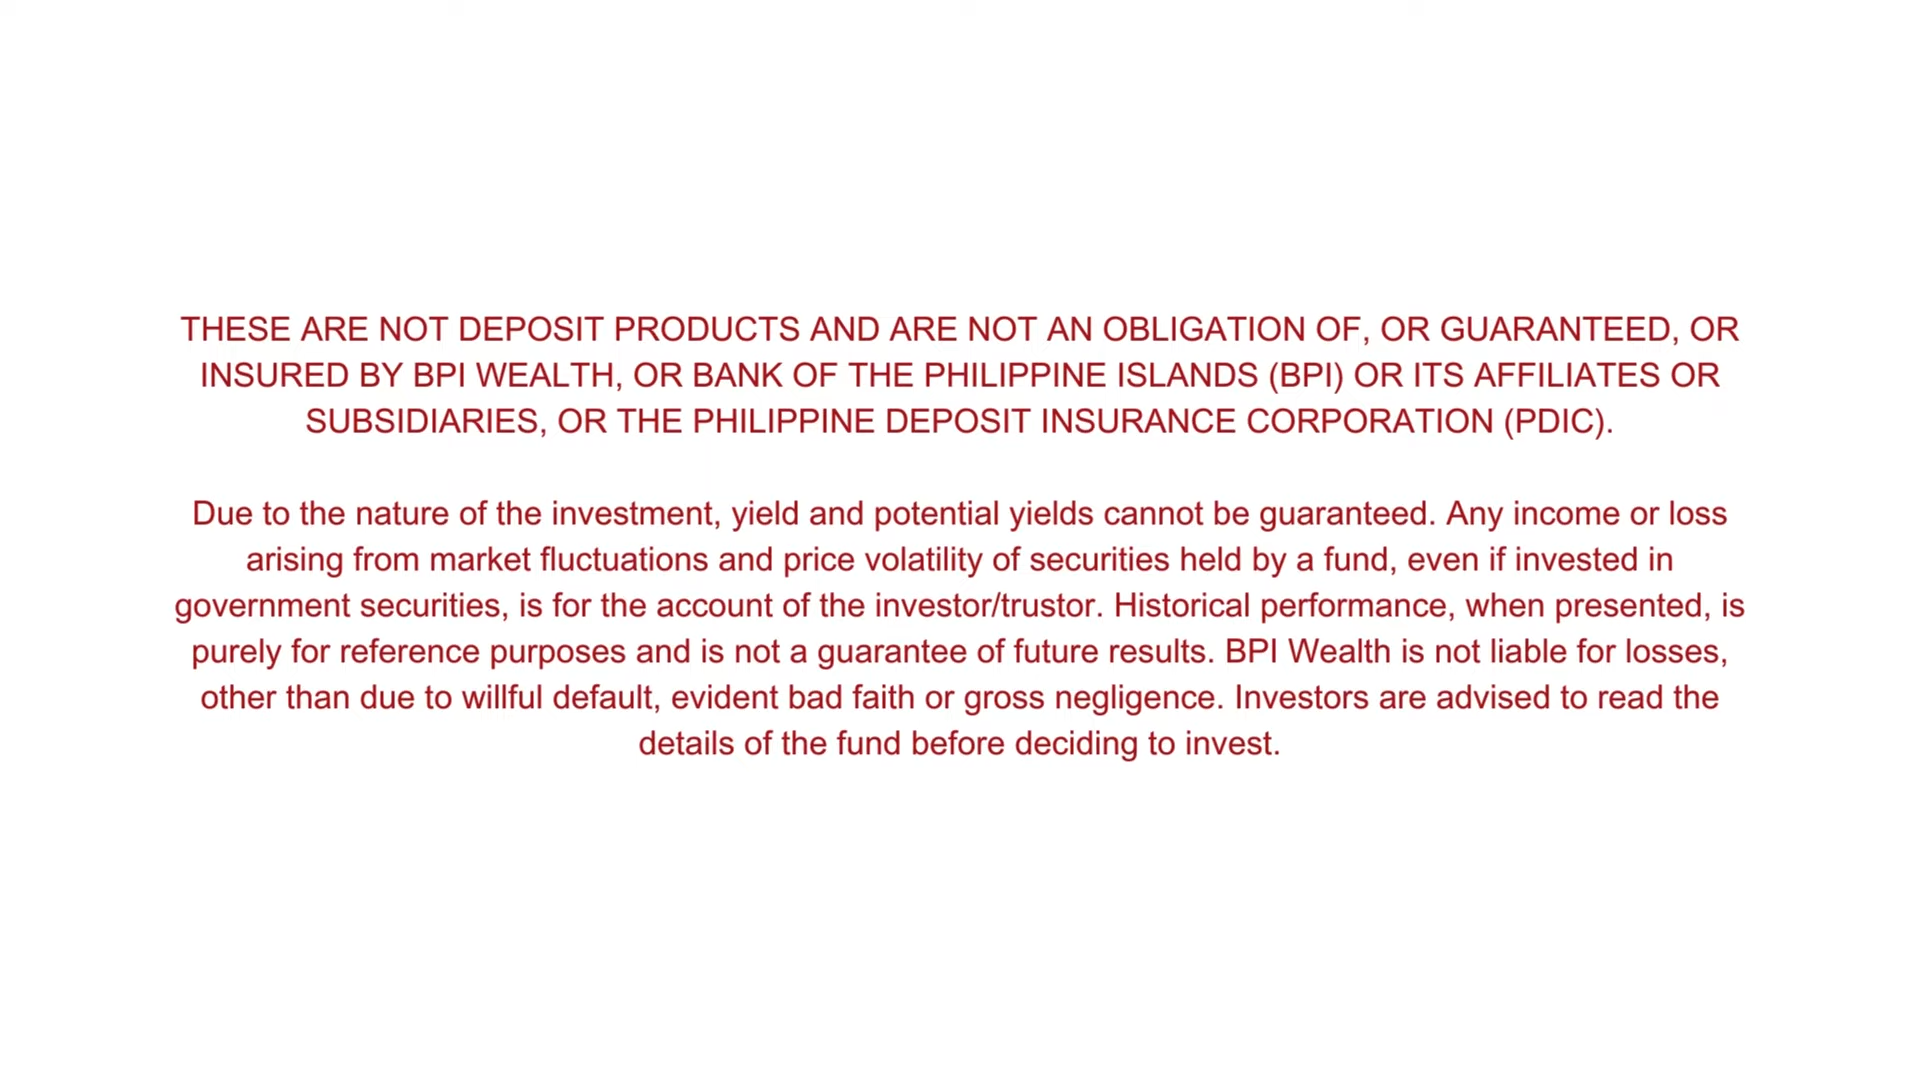 THESE ARE NOT DEPOSIT PRODUCTS AND ARE NOT AN OBLIGATION OF, OR GUARANTEED, OR
INSURED BY BPI WEALTH, OR BANK OF THE PHILIPPINE ISLANDS (BPI) OR ITS AFFILIATES OR
SUBSIDIARIES, OR THE PHILIPPINE DEPOSIT INSURANCE CORPORATION (PDIC).
Due to the nature of the investment, yield and potential yields cannot be guaranteed. Any income or loss
arising from market fluctuations and price volatility of securities held by a fund, even if invested in
government securities, is for the account of the investor/trustor. Historical performance, when presented, is
purely for reference purposes and is not a guarantee of future results. BPI Wealth is not liable for losses,
other than due to willful default, evident bad faith or gross negligence. Investors are advised to read the
details of the fund before deciding to invest.